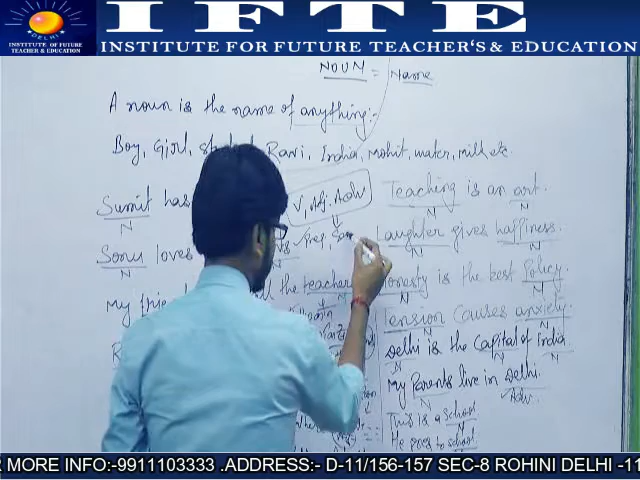 IFTE
DELHI
INSTITUTE OF FUTURE
TEACHER & EDUCATION
INSTITUTE FOR FUTURE TEACHER'S & EDUCATION
NOUN = Name
A noun is the name of anything:-
Boy, Girl, Ravi, India, mohit, water, milk etc.
Sumit has
N
V, Adj, Adv
Teaching is an art.
N N
Sonu loves
N
Prep,
Laughter gives happiness.
N N
My the teacher
is the best Policy.
N N
Tension causes anxiety.
N N
Delhi is the capital of India
N N N
My Parents live in Delhi.
N Adv.
This is a School
N
He goes to school
N
MORE INFO:-9911103333 .ADDRESS:- D-11/156-157 SEC-8 ROHINI DELHI -11